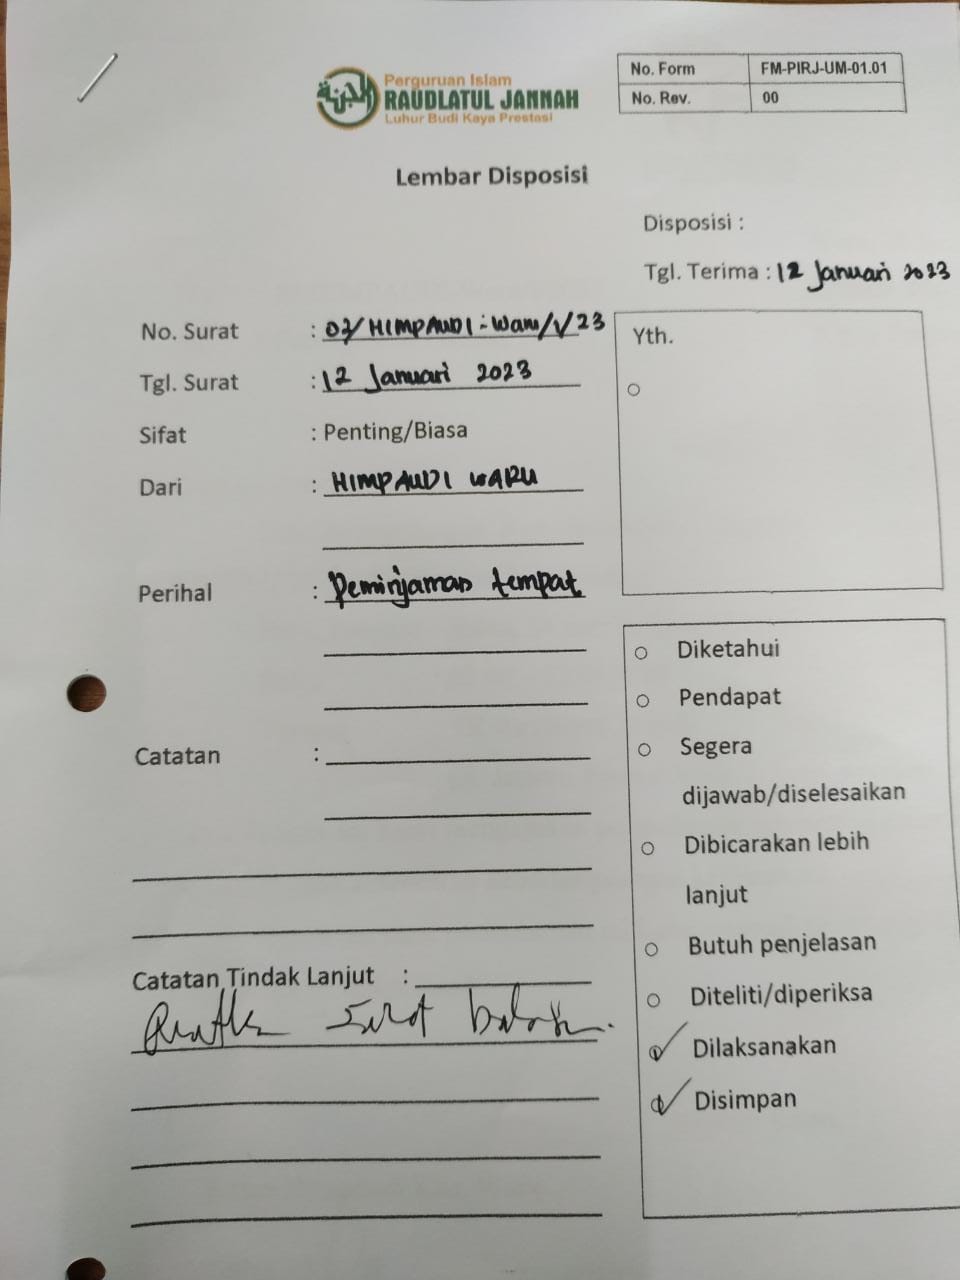 الجنة
Perguruan Islam
RAUDLATUL JANNAH
Luhur Budi Kaya Prestasi
No. Form FM-PIRJ-UM-01.01
No. Rev. 00
Lembar Disposisi
Disposisi :
Tgl. Terima : 12 Januari 2023
No. Surat : 07/HIMPAUDI-Waru/I/23
Tgl. Surat : 12 Januari 2023
Sifat : Penting/Biasa
Dari : HIMPAUDI WARU
Perihal : Peminjaman tempat
Catatan :
Catatan Tindak Lanjut :
Buatkan Surat balasan.
Yth.
Diketahui
Pendapat
Segera
dijawab/diselesaikan
Dibicarakan lebih
lanjut
Butuh penjelasan
Diteliti/diperiksa
Dilaksanakan
Disimpan